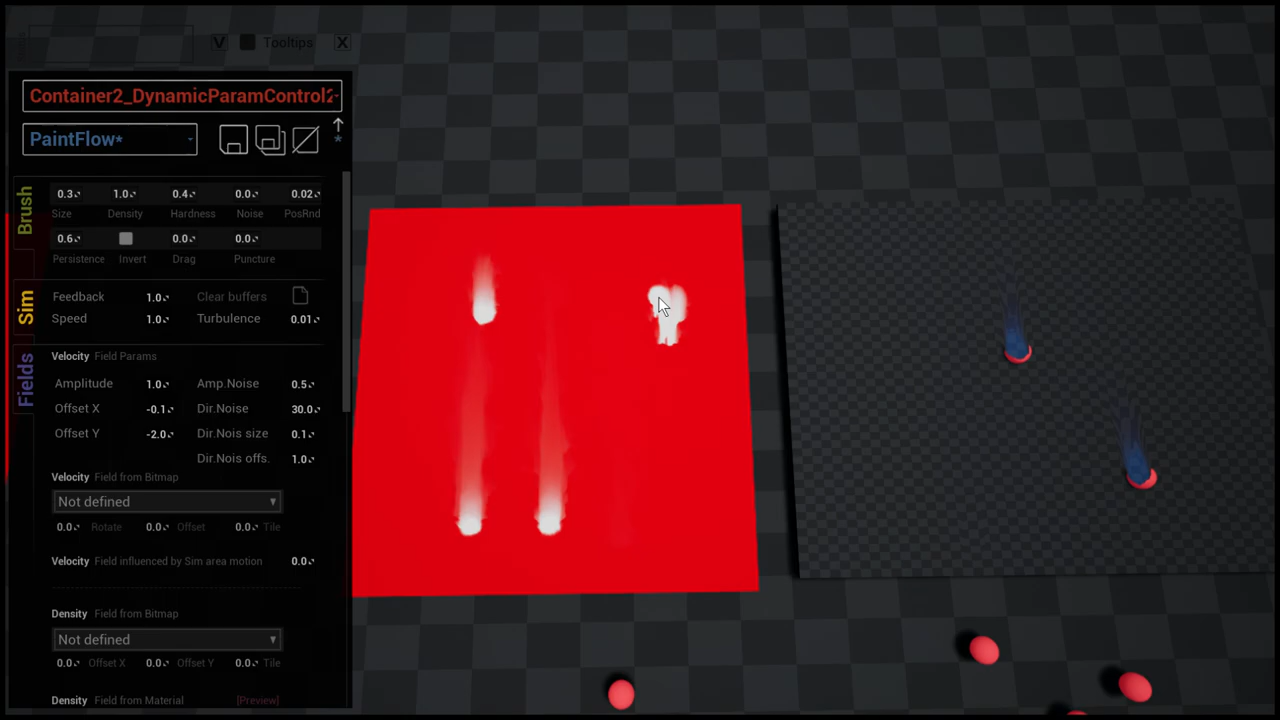 V Tooltips X
Container2_DynamicParamControl2
PaintFlow* *
Brush
0.3 1.0 0.4 0.0 0.02
Size Density Hardness Noise PosRnd
0.6 0.0 0.0
Persistence Invert Drag Puncture
Sim
Feedback 1.0 Clear buffers
Speed 1.0 Turbulence 0.01
Fields
Velocity Field Params
Amplitude 1.0 Amp.Noise 0.5
Offset X -0.1 Dir.Noise 30.0
Offset Y -2.0 Dir.Nois size 0.1
Dir.Nois offs. 1.0
Velocity Field from Bitmap
Not defined
0.0 Rotate 0.0 Offset 0.0 Tile
Velocity Field influenced by Sim area motion 0.0
Density Field from Bitmap
Not defined
0.0 Offset X 0.0 Offset Y 0.0 Tile
Density Field from Material [Preview]